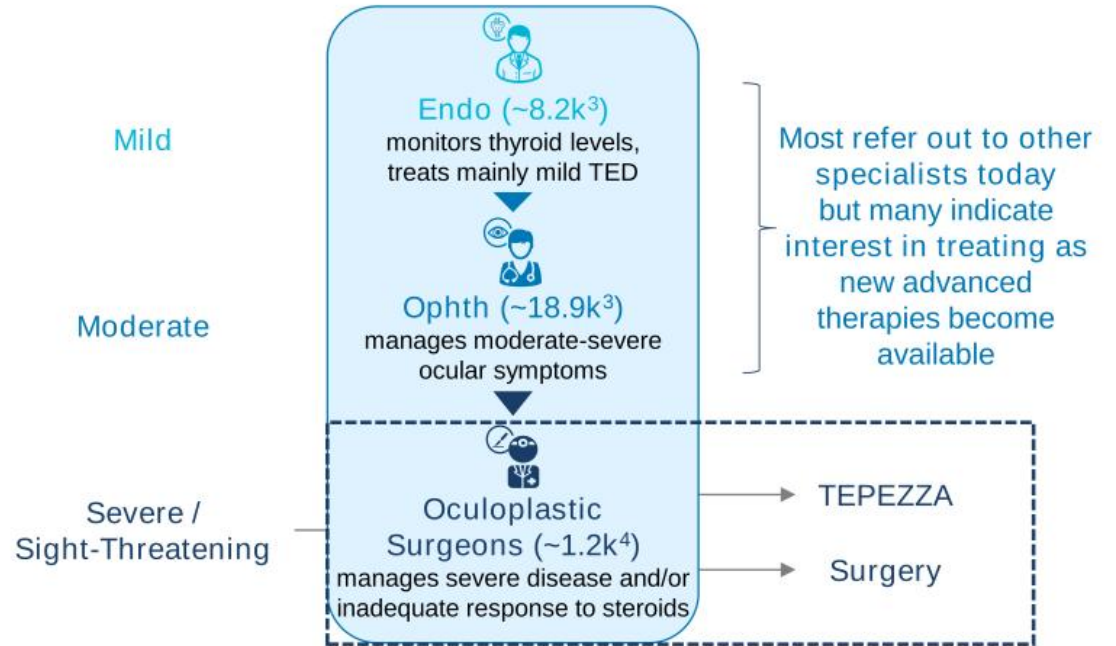 Mild
Endo (~8.2k³)
monitors thyroid levels,
treats mainly mild TED
Moderate
Ophth (~18.9k³)
manages moderate-severe
ocular symptoms
Most refer out to other
specialists today
but many indicate
interest in treating as
new advanced
therapies become
available
Severe /
Sight-Threatening
Oculoplastic
Surgeons (~1.2k⁴)
manages severe disease and/or
inadequate response to steroids
TEPEZZA
Surgery